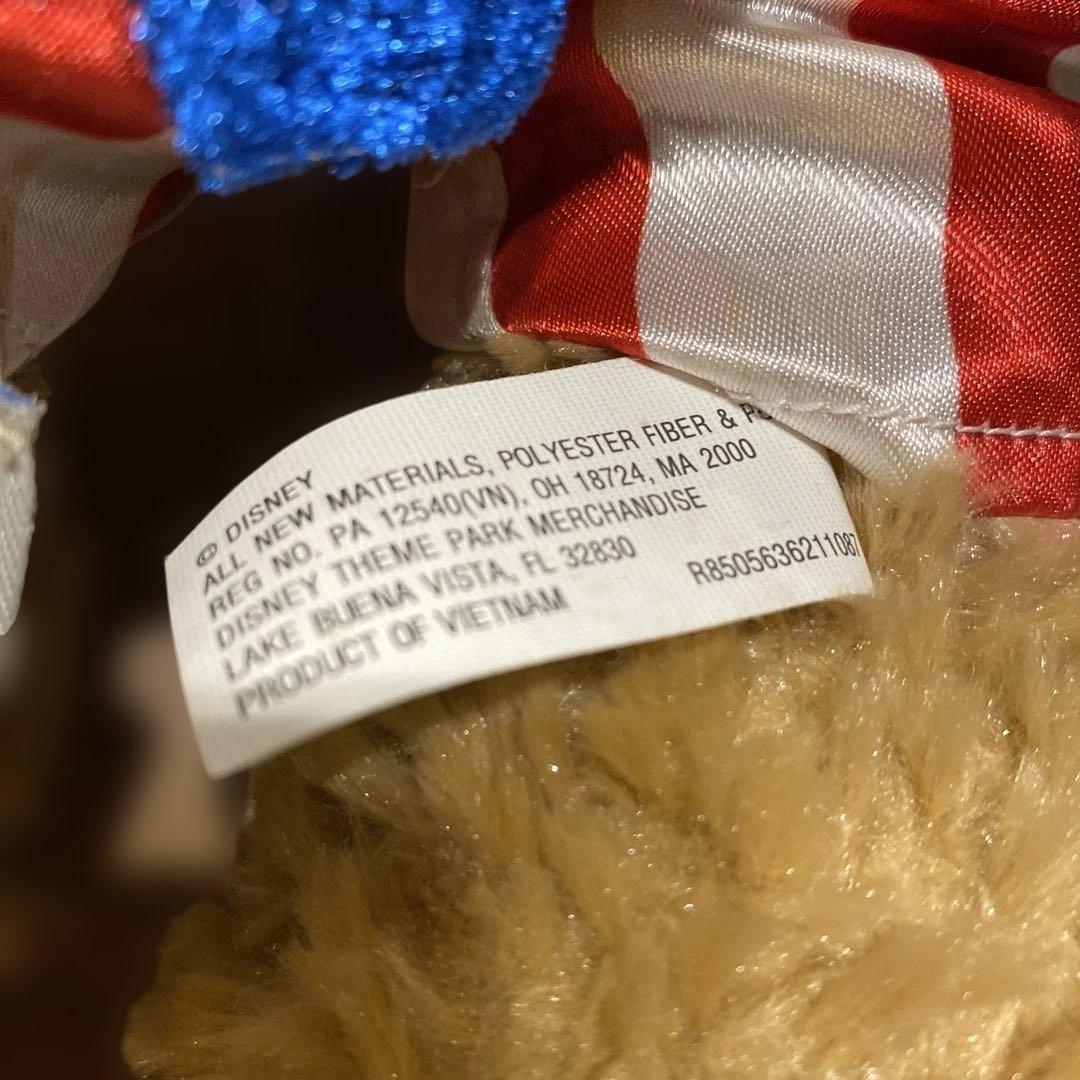 © DISNEY
ALL NEW MATERIALS, POLYESTER FIBER &
REG NO. PA 12540(VN), OH 18724, MA 2000
DISNEY THEME PARK MERCHANDISE
LAKE BUENA VISTA, FL 32830
PRODUCT OF VIETNAM
R8505636211087